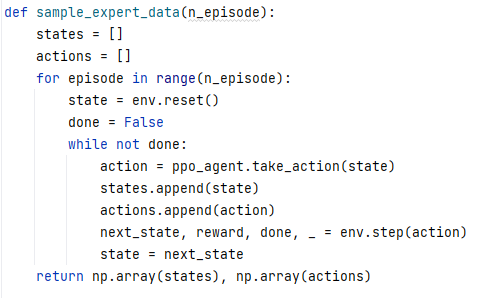 def sample_expert_data(n_episode):
    states = []
    actions = []
    for episode in range(n_episode):
        state = env.reset()
        done = False
        while not done:
            action = ppo_agent.take_action(state)
            states.append(state)
            actions.append(action)
            next_state, reward, done, _ = env.step(action)
            state = next_state
    return np.array(states), np.array(actions)